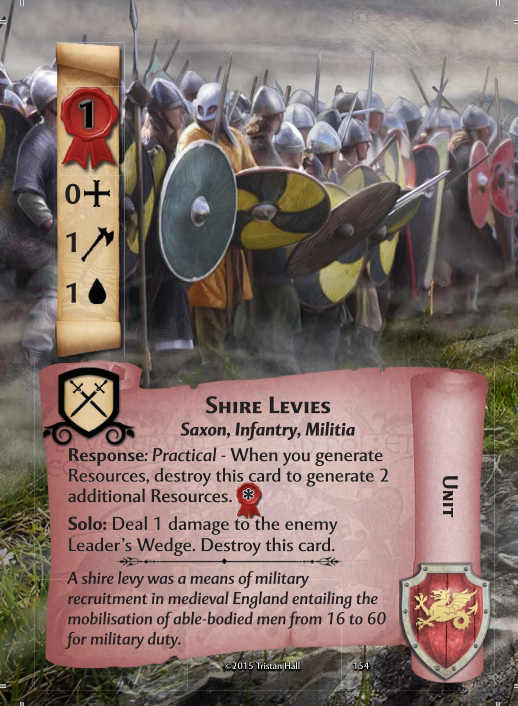 1
0
1
1
Shire Levies
Saxon, Infantry, Militia
Response: Practical - When you generate
Resources, destroy this card to generate 2
additional Resources. *
Solo: Deal 1 damage to the enemy
Leader's Wedge. Destroy this card.
A shire levy was a means of military
recruitment in medieval England entailing the
mobilisation of able-bodied men from 16 to 60
for military duty.
Unit
©2015 Tristan Hall 154